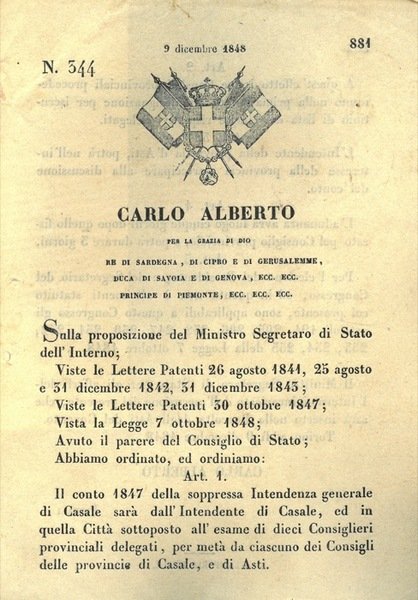 9 dicembre 1848
881
N. 344
CARLO ALBERTO
PER LA GRAZIA DI DIO
RE DI SARDEGNA, DI CIPRO E DI GERUSALEMME,
DUCA DI SAVOIA E DI GENOVA, ECC. ECC.
PRINCIPE DI PIEMONTE, ECC. ECC. ECC.
Sulla proposizione del Ministro Segretaro di Stato
dell'Interno;
Viste le Lettere Patenti 26 agosto 1841, 25 agosto
e 31 dicembre 1842, 31 dicembre 1843;
Viste le Lettere Patenti 30 ottobre 1847;
Vista la Legge 7 ottobre 1848;
Avuto il parere del Consiglio di Stato;
Abbiamo ordinato, ed ordiniamo:
Art. 1.
Il conto 1847 della soppressa Intendenza generale
di Casale sarà dall'Intendente di Casale, ed in
quella Città sottoposto all'esame di dieci Consiglieri
provinciali delegati, per metà da ciascuno dei Consigli
delle provincie di Casale, e di Asti.